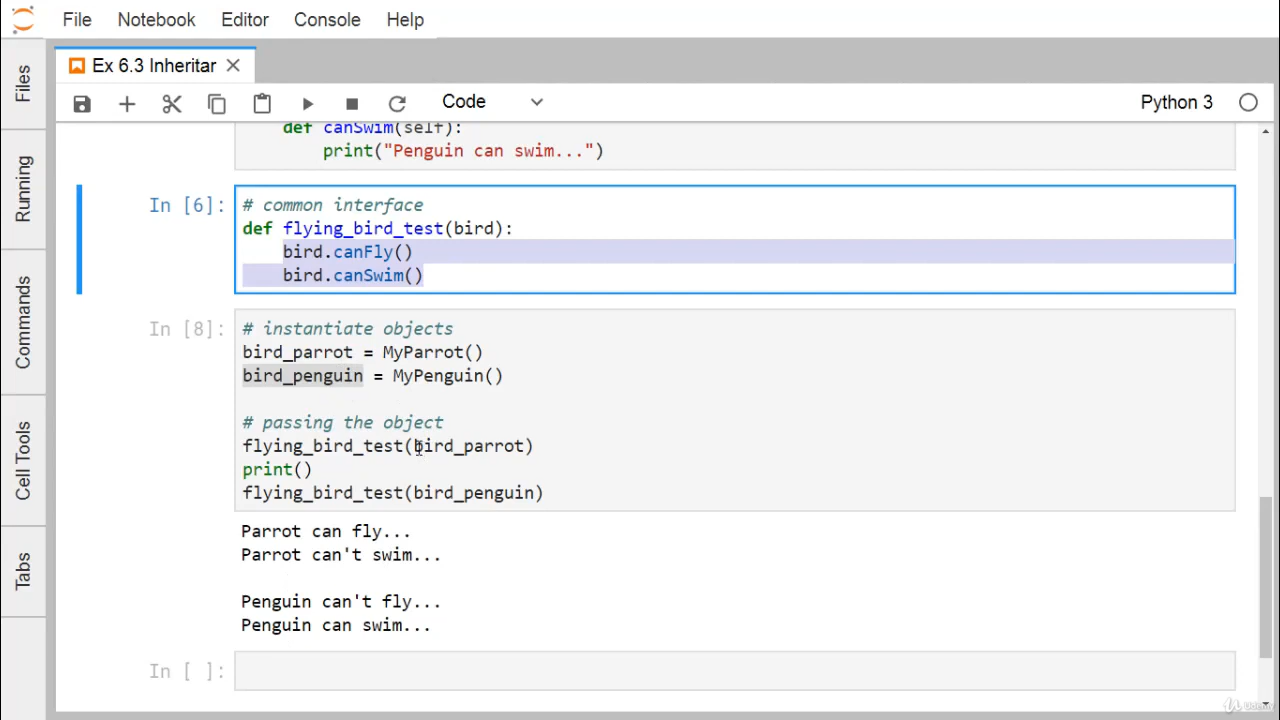 File Notebook Editor Console Help
Ex 6.3 Inheritar
Code
Python 3
Files
Running
Commands
Cell Tools
Tabs
def canSwim(self):
print("Penguin can swim...")
In [6]:
# common interface
def flying_bird_test(bird):
bird.canFly()
bird.canSwim()
In [8]:
# instantiate objects
bird_parrot = MyParrot()
bird_penguin = MyPenguin()
# passing the object
flying_bird_test(bird_parrot)
print()
flying_bird_test(bird_penguin)
Parrot can fly...
Parrot can't swim...
Penguin can't fly...
Penguin can swim...
In [ ]:
Udemy